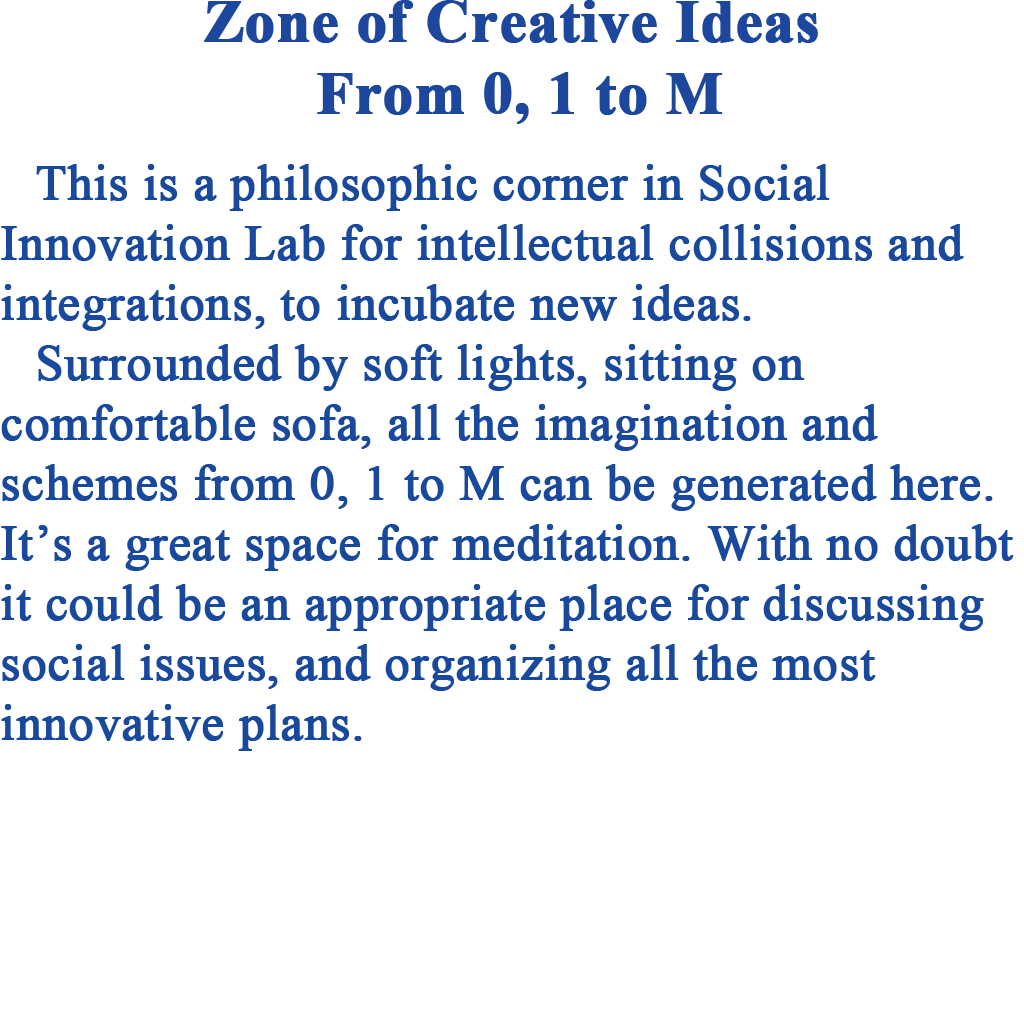 Zone of Creative Ideas
From 0, 1 to M
This is a philosophic corner in Social
Innovation Lab for intellectual collisions and
integrations, to incubate new ideas.
Surrounded by soft lights, sitting on
comfortable sofa, all the imagination and
schemes from 0, 1 to M can be generated here.
It’s a great space for meditation. With no doubt
it could be an appropriate place for discussing
social issues, and organizing all the most
innovative plans.